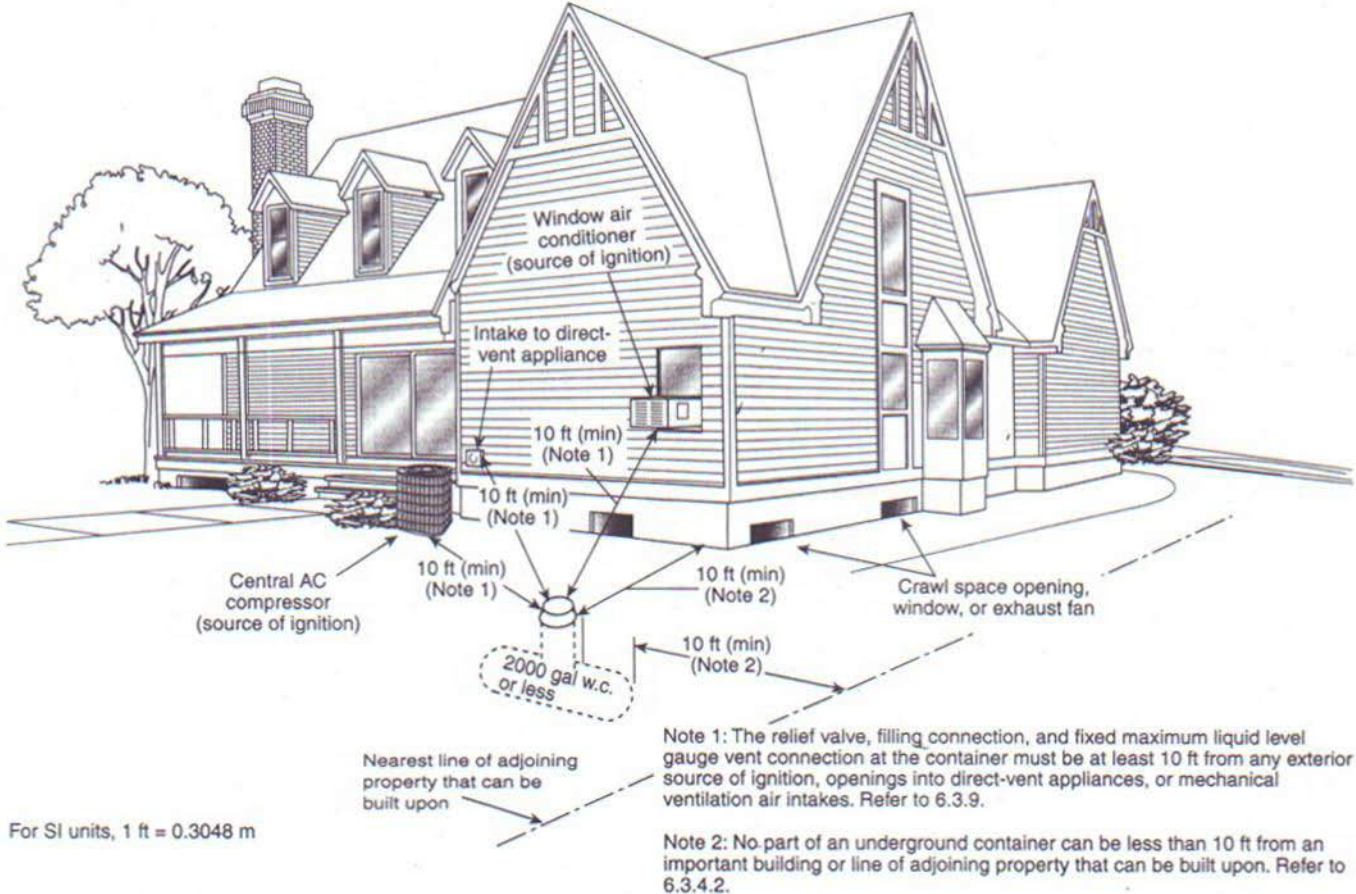 Window air
conditioner
(source of ignition)
Intake to direct-
vent appliance
10 ft (min)
(Note 1)
10 ft (min)
(Note 1)
Central AC
compressor
(source of ignition)
10 ft (min)
(Note 1)
10 ft (min)
(Note 2)
Crawl space opening,
window, or exhaust fan
10 ft (min)
(Note 2)
2000 gal w.c.
or less
Nearest line of adjoining
property that can be
built upon
For SI units, 1 ft = 0.3048 m
Note 1: The relief valve, filling connection, and fixed maximum liquid level
gauge vent connection at the container must be at least 10 ft from any exterior
source of ignition, openings into direct-vent appliances, or mechanical
ventilation air intakes. Refer to 6.3.9.
Note 2: No part of an underground container can be less than 10 ft from an
important building or line of adjoining property that can be built upon. Refer to
6.3.4.2.